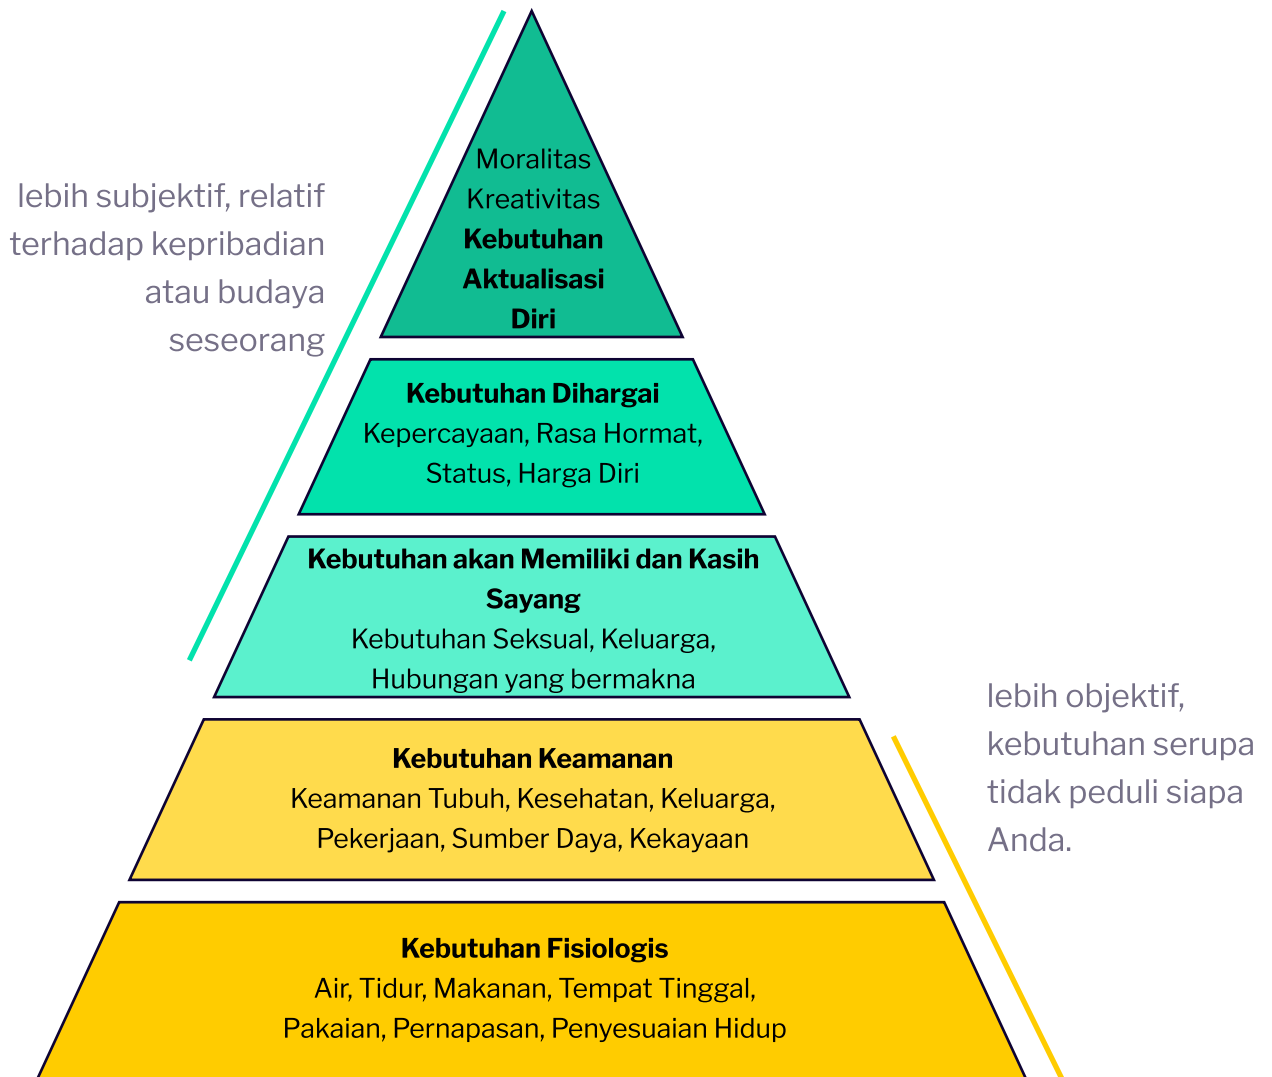 Moralitas
Kreativitas
Kebutuhan
Aktualisasi
Diri
lebih subjektif, relatif
terhadap kepribadian
atau budaya
seseorang
Kebutuhan Dihargai
Kepercayaan, Rasa Hormat,
Status, Harga Diri
Kebutuhan akan Memiliki dan Kasih
Sayang
Kebutuhan Seksual, Keluarga,
Hubungan yang bermakna
lebih objektif,
kebutuhan serupa
tidak peduli siapa
Anda.
Kebutuhan Keamanan
Keamanan Tubuh, Kesehatan, Keluarga,
Pekerjaan, Sumber Daya, Kekayaan
Kebutuhan Fisiologis
Air, Tidur, Makanan, Tempat Tinggal,
Pakaian, Pernapasan, Penyesuaian Hidup